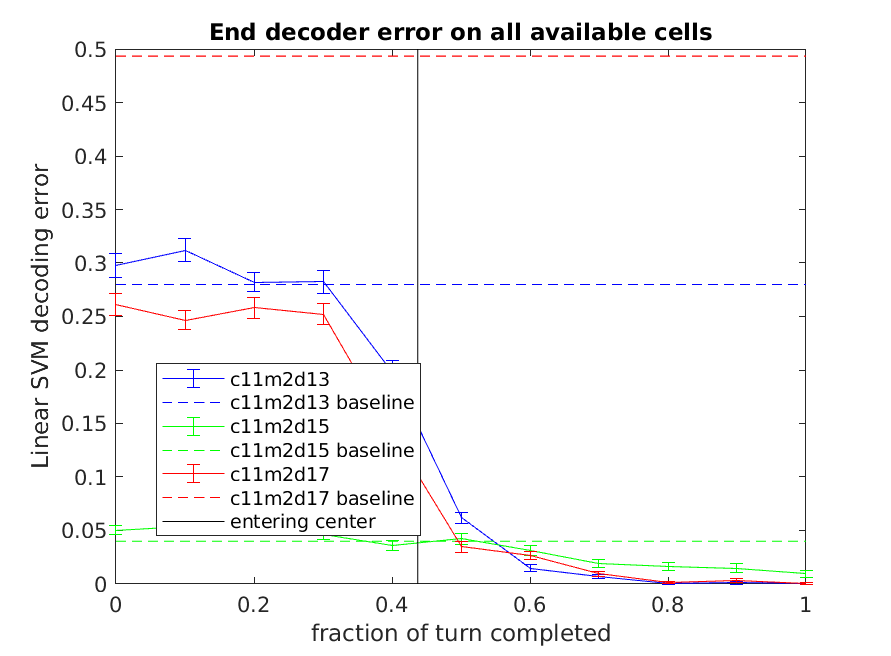 End decoder error on all available cells
0.5
0.45
0.4
0.35
0.3
0.25
0.2
0.15
0.1
0.05
0
Linear SVM decoding error
c11m2d13
c11m2d13 baseline
c11m2d15
c11m2d15 baseline
c11m2d17
c11m2d17 baseline
entering center
0 0.2 0.4 0.6 0.8 1
fraction of turn completed